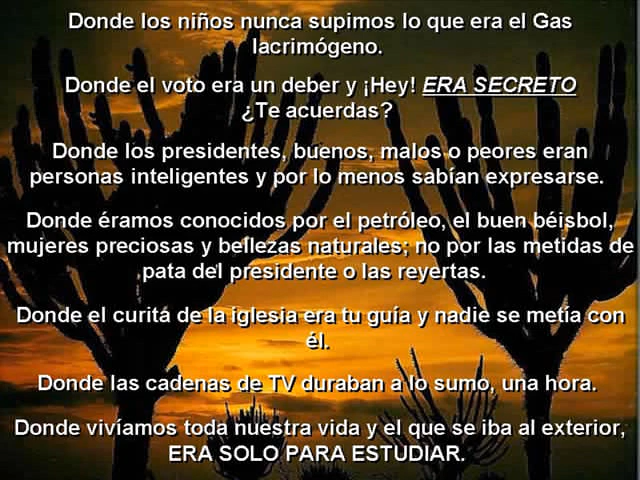 Donde los niños nunca supimos lo que era el Gas
lacrimógeno.
Donde el voto era un deber y ¡Hey! ERA SECRETO
¿Te acuerdas?
Donde los presidentes, buenos, malos o peores eran
personas inteligentes y por lo menos sabían expresarse.
Donde éramos conocidos por el petróleo, el buen béisbol,
mujeres preciosas y bellezas naturales; no por las metidas de
pata del presidente o las reyertas.
Donde el curitá de la iglesia era tu guía y nadie se metía con
él.
Donde las cadenas de TV duraban a lo sumo, una hora.
Donde vivíamos toda nuestra vida y el que se iba al exterior,
ERA SOLO PARA ESTUDIAR.